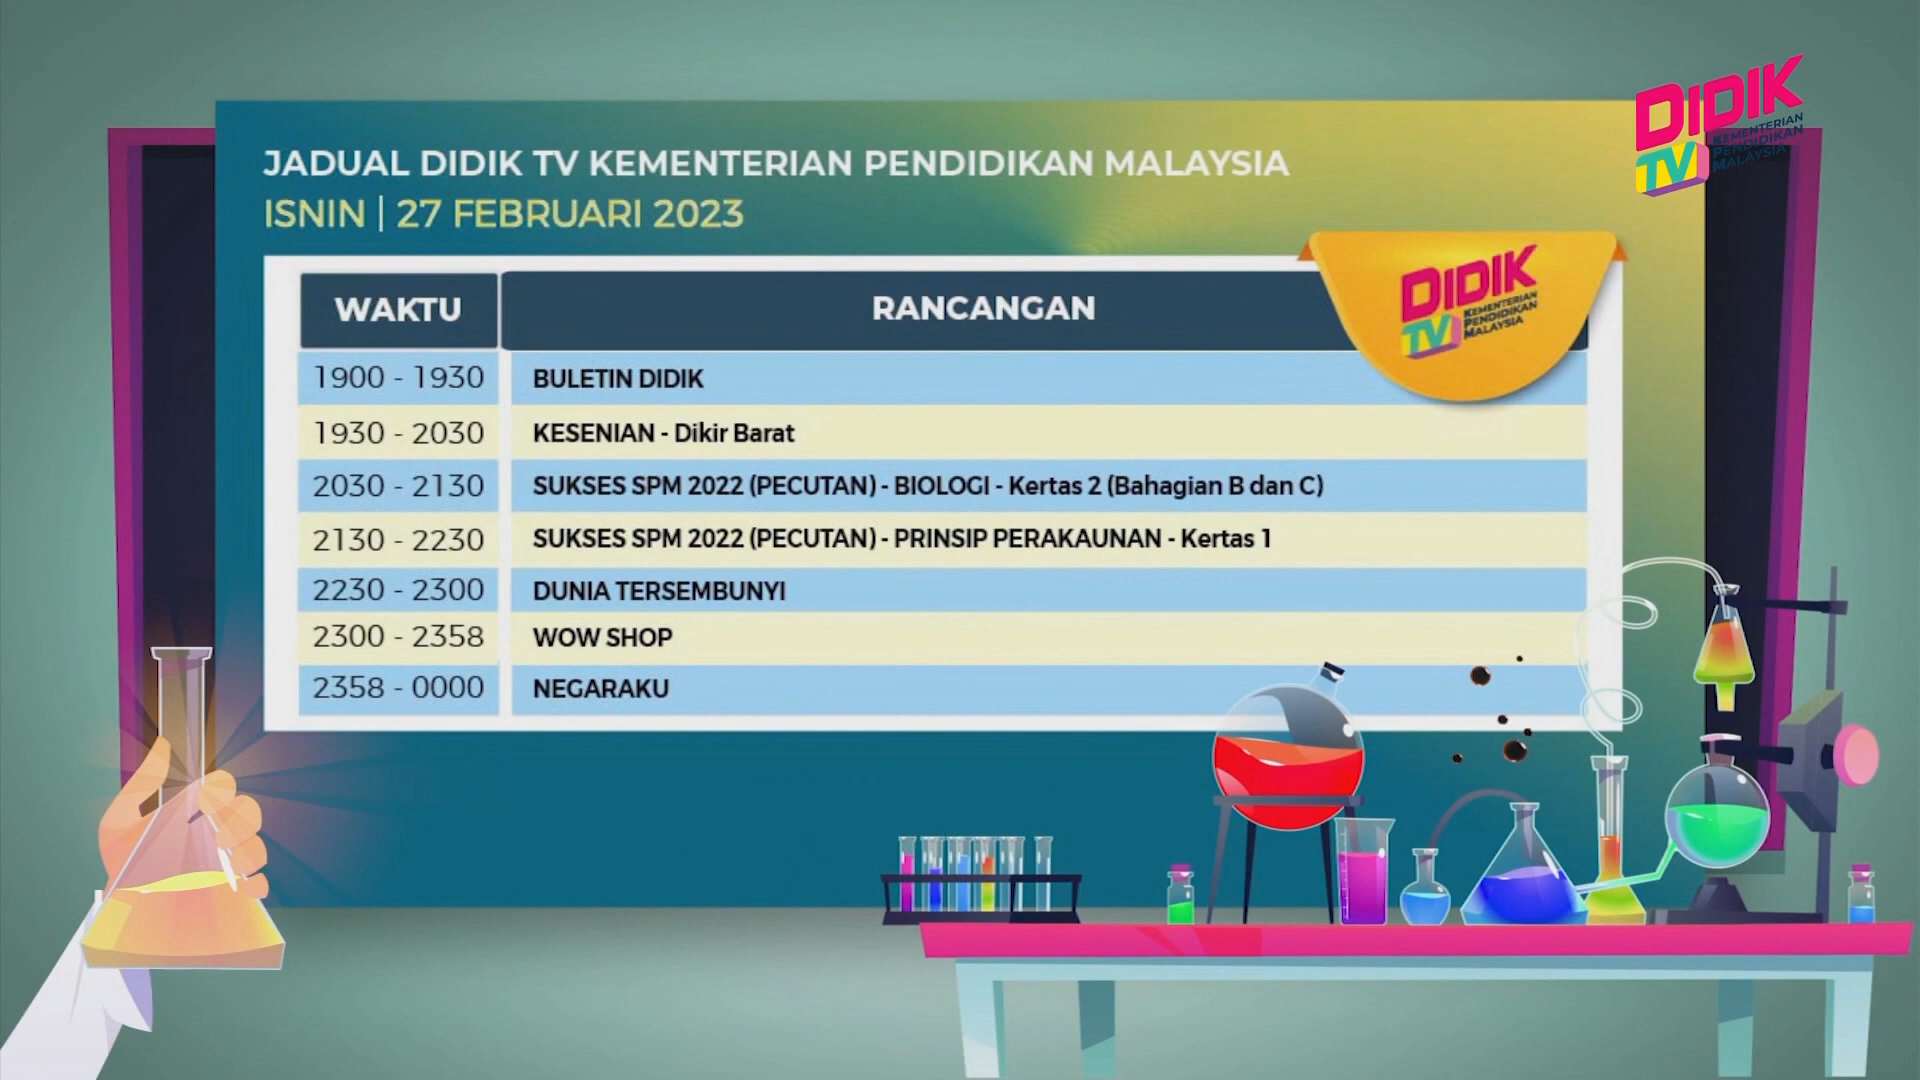 DIDIK
TV
KEMENTERIAN
PENDIDIKAN
MALAYSIA
JADUAL DIDIK TV KEMENTERIAN PENDIDIKAN MALAYSIA
ISNIN | 27 FEBRUARI 2023
DIDIK
TV
KEMENTERIAN
PENDIDIKAN
MALAYSIA
WAKTU RANCANGAN
1900 - 1930 BULETIN DIDIK
1930 - 2030 KESENIAN - Dikir Barat
2030 - 2130 SUKSES SPM 2022 (PECUTAN) - BIOLOGI - Kertas 2 (Bahagian B dan C)
2130 - 2230 SUKSES SPM 2022 (PECUTAN) - PRINSIP PERAKAUNAN - Kertas 1
2230 - 2300 DUNIA TERSEMBUNYI
2300 - 2358 WOW SHOP
2358 - 0000 NEGARAKU